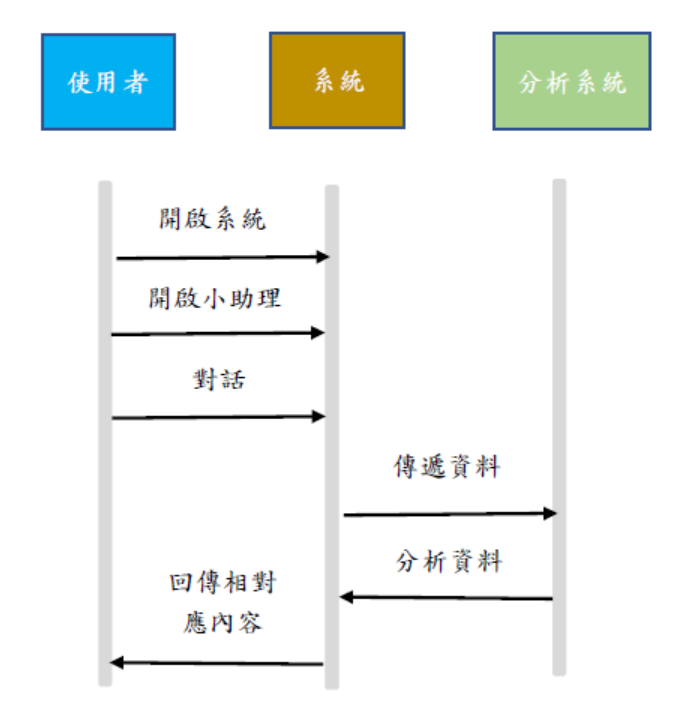 使用者
系統
分析系統
開啟系統
開啟小助理
對話
傳遞資料
分析資料
回傳相對
應內容